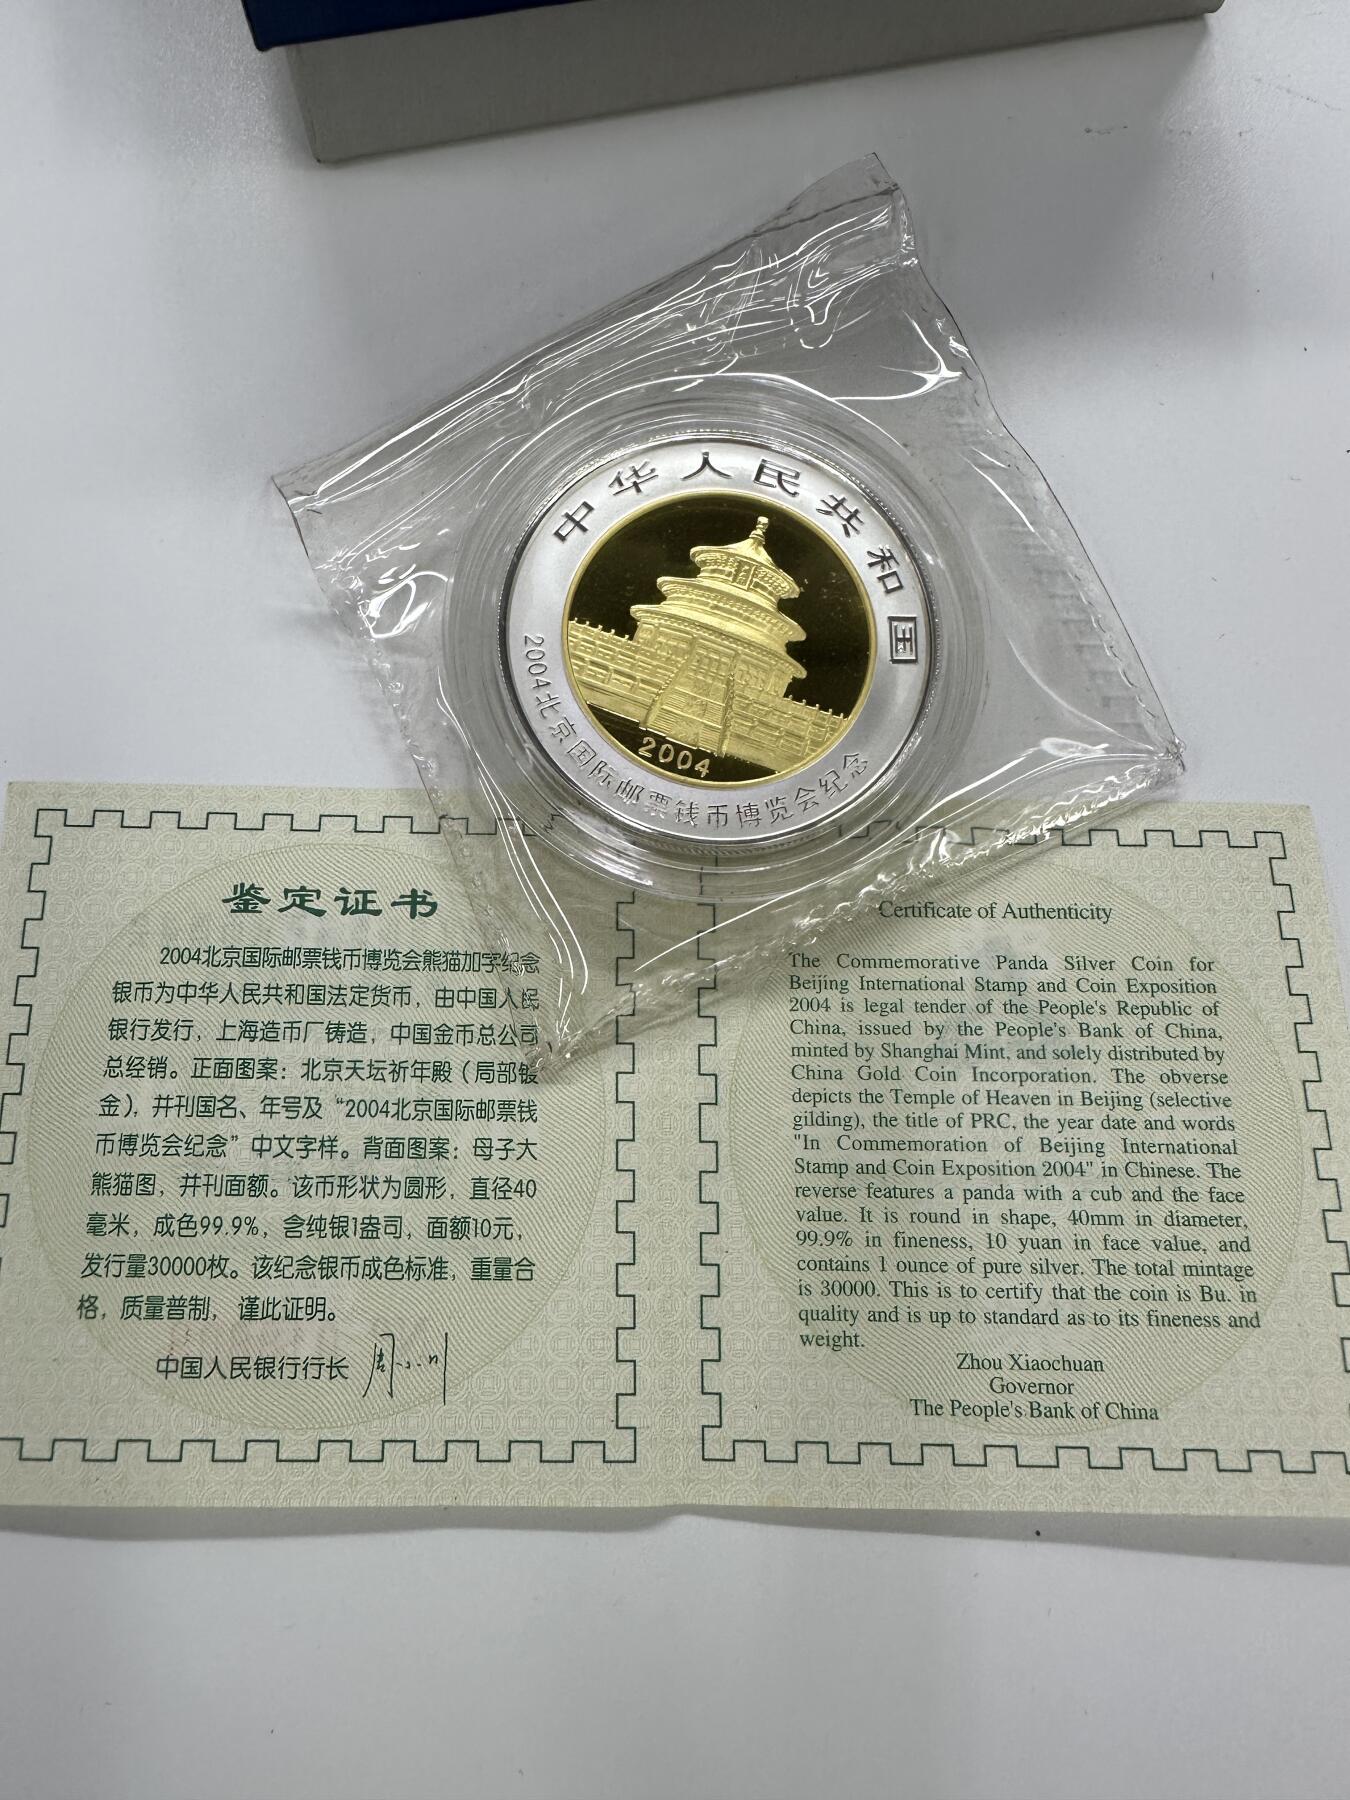 中华人民共和国
2004
2004北京国际邮票钱币博览会纪念
鉴定证书
2004北京国际邮票钱币博览会熊猫加字纪念
银币为中华人民共和国法定货币，由中国人民
银行发行，上海造币厂铸造，中国金币总公司
总经销。正面图案：北京天坛祈年殿（局部镀
金），并刊国名、年号及“2004北京国际邮票钱
币博览会纪念”中文字样。背面图案：母子大
熊猫图，并刊面额。该币形状为圆形，直径40
毫米，成色99.9%，含纯银1盎司，面额10元，
发行量30000枚。该纪念银币成色标准，重量合
格，质量普制，谨此证明。
中国人民银行行长 周小川
Certificate of Authenticity
The Commemorative Panda Silver Coin for
Beijing International Stamp and Coin Exposition
2004 is legal tender of the People's Republic of
China, issued by the People's Bank of China,
minted by Shanghai Mint, and solely distributed by
China Gold Coin Incorporation. The obverse
depicts the Temple of Heaven in Beijing (selective
gilding), the title of PRC, the year date and words
"In Commemoration of Beijing International
Stamp and Coin Exposition 2004" in Chinese. The
reverse features a panda with a cub and the face
value. It is round in shape, 40mm in diameter,
99.9% in fineness, 10 yuan in face value, and
contains 1 ounce of pure silver. The total mintage
is 30000. This is to certify that the coin is Bu. in
quality and is up to standard as to its fineness and
weight.
Zhou Xiaochuan
Governor
The People's Bank of China